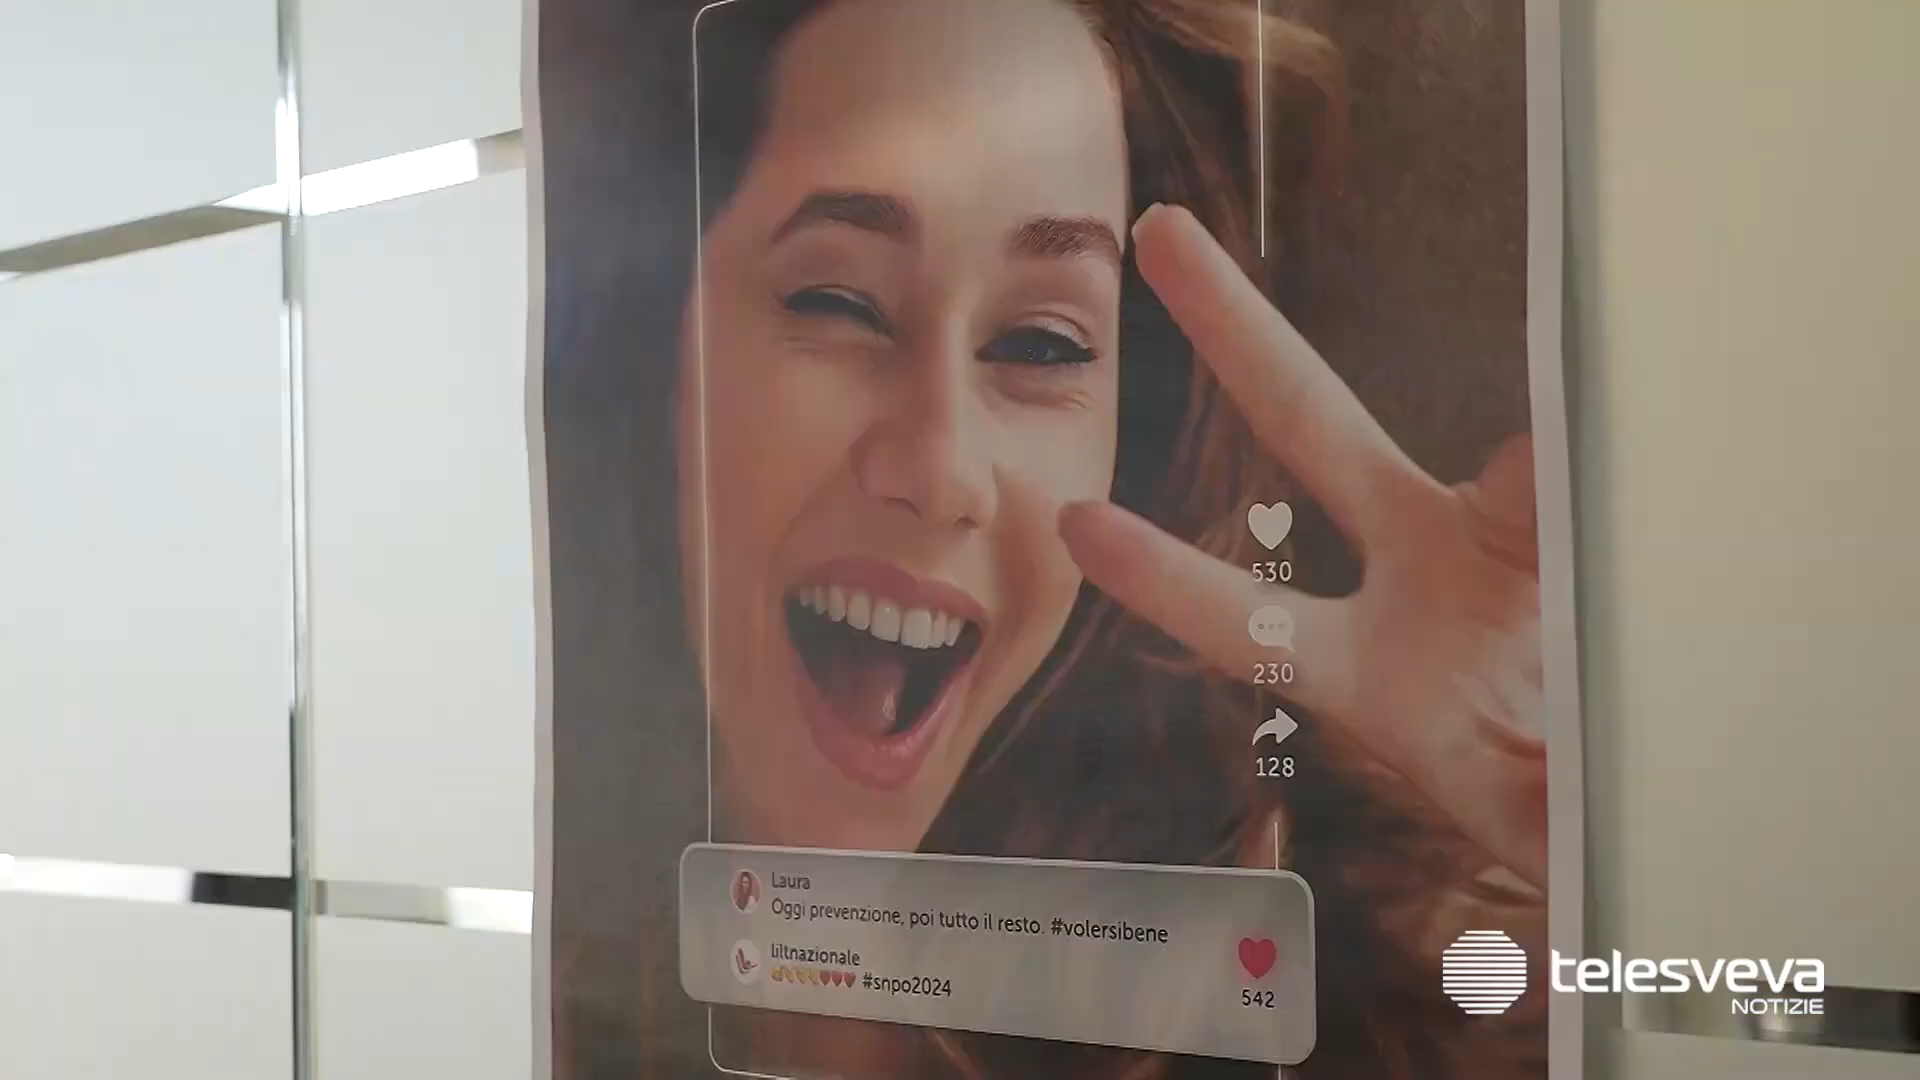 530
230
128
Laura
Oggi prevenzione, poi tutto il resto. #volersibene
liltnazionale
#snpo2024
542
telesveva
NOTIZIE